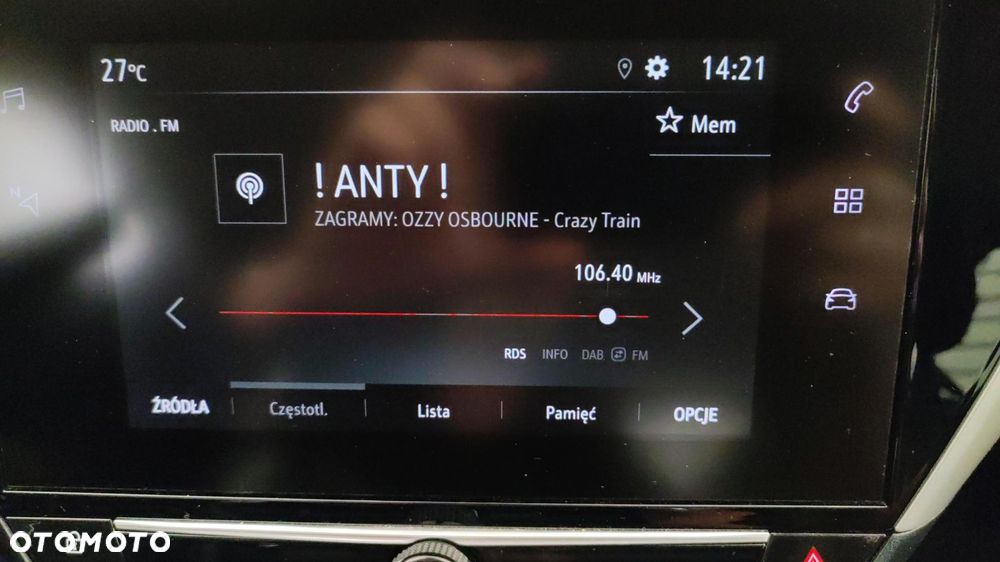 27°C
14:21
RADIO . FM
Mem
! ANTY !
ZAGRAMY: OZZY OSBOURNE - Crazy Train
106.40 MHz
RDS INFO DAB FM
ŹRÓDŁA
Częstotl.
Lista
Pamięć
OPCJE
N
OTOMOTO